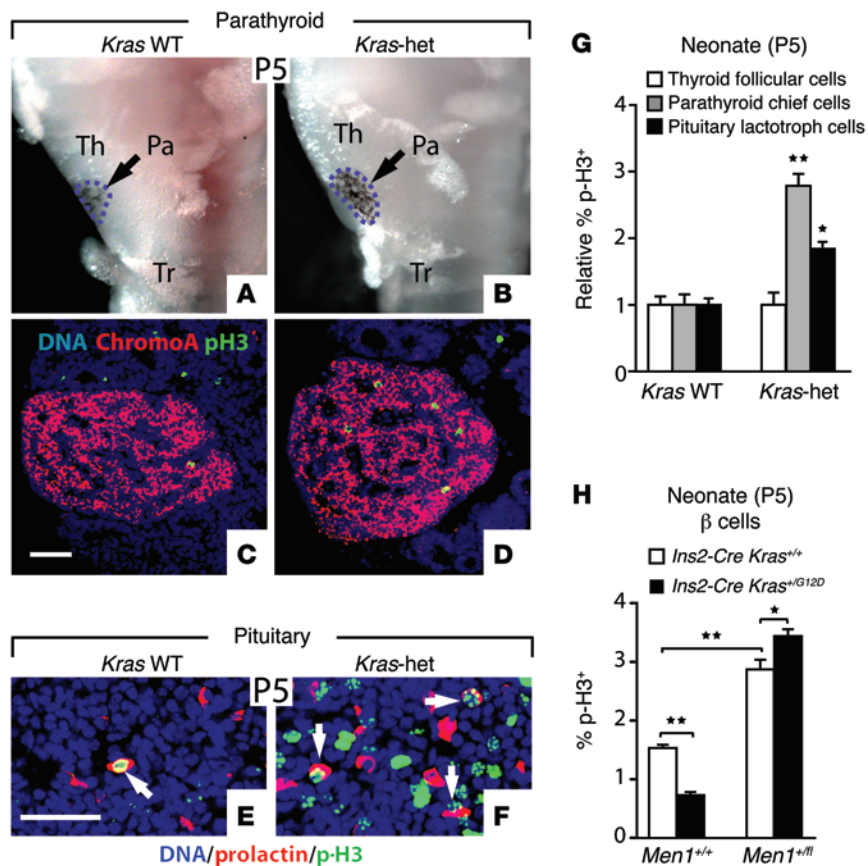 Parathyroid
Kras WT
Kras-het
P5
Th
Pa
Tr
A
Th
Pa
Tr
B
DNA ChromoA pH3
C
D
Pituitary
Kras WT
Kras-het
P5
E
F
DNA/prolactin/p-H3
G
Neonate (P5)
Thyroid follicular cells
Parathyroid chief cells
Pituitary lactotroph cells
Relative % p-H3+
4
3
2
1
0
★★
★
Kras WT
Kras-het
H
Neonate (P5)
β cells
Ins2-Cre Kras+/+
Ins2-Cre Kras+/G12D
% p-H3+
4
3
2
1
0
★★
★★
★
Men1+/+
Men1+/fl